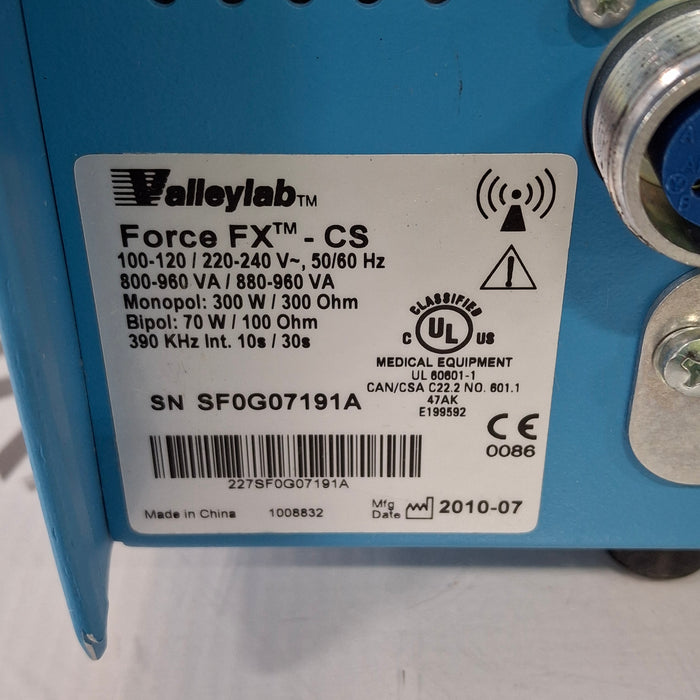 Valleylab™
Force FX™ - CS
100-120 / 220-240 V~, 50/60 Hz
800-960 VA / 880-960 VA
Monopol: 300 W / 300 Ohm
Bipol: 70 W / 100 Ohm
390 KHz Int. 10s / 30s
CLASSIFIED
C UL US
MEDICAL EQUIPMENT
UL 60601-1
CAN/CSA C22.2 NO. 601.1
47AK
E199592
SN SF0G07191A
CE
0086
227SF0G07191A
Made in China 1008832 Mfg Date 2010-07